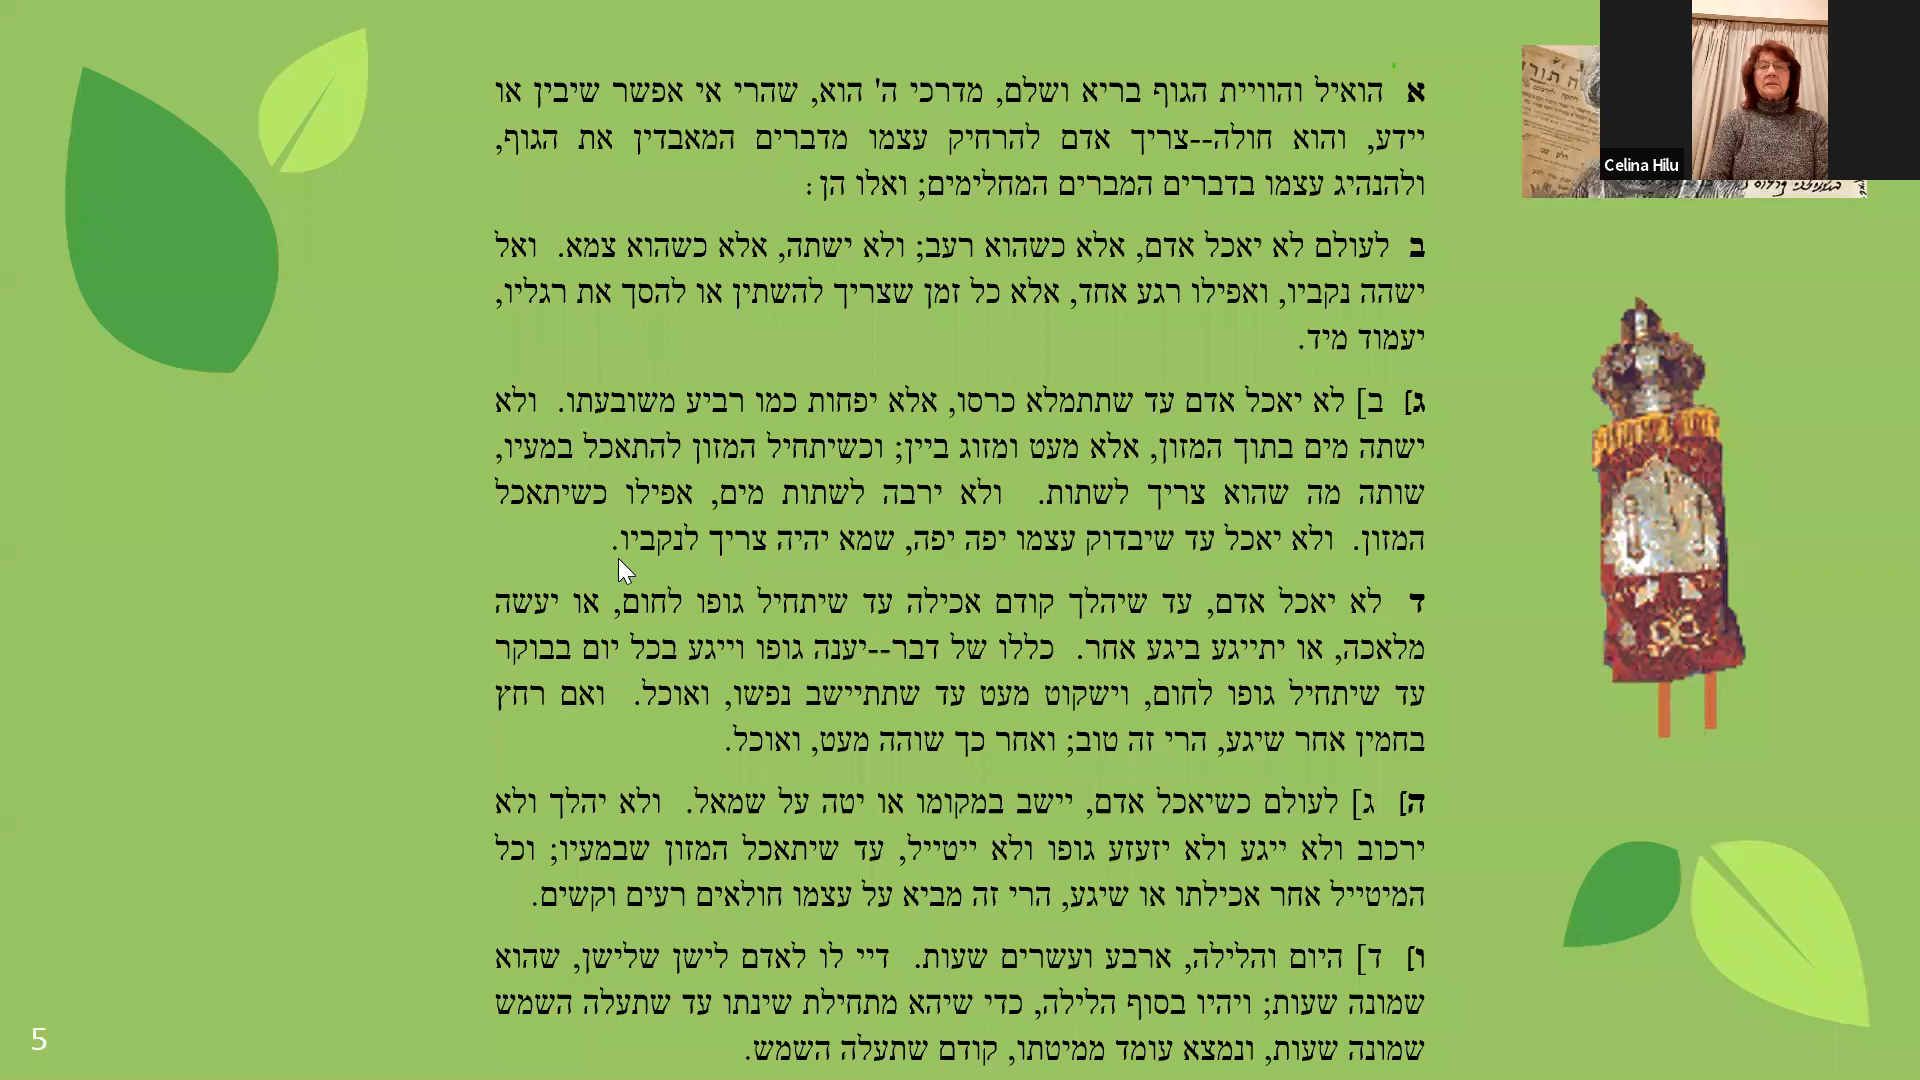 א הואיל והוויית הגוף בריא ושלם, מדרכי ה' הוא, שהרי אי אפשר שיבין או
יידע, והוא חולה--צריך אדם להרחיק עצמו מדברים המאבדין את הגוף,
ולהנהיג עצמו בדברים המברים המחלימים; ואלו הן:
ב לעולם לא יאכל אדם, אלא כשהוא רעב; ולא ישתה, אלא כשהוא צמא. ואל
ישהה נקביו, ואפילו רגע אחד, אלא כל זמן שצריך להשתין או להסך את רגליו,
יעמוד מיד.
ג] ב] לא יאכל אדם עד שתתמלא כרסו, אלא יפחות כמו רביע משובעתו. ולא
ישתה מים בתוך המזון, אלא מעט ומזוג ביין; וכשיתחיל המזון להתאכל במעיו,
שותה מה שהוא צריך לשתות. ולא ירבה לשתות מים, אפילו כשיתאכל
המזון. ולא יאכל עד שיבדוק עצמו יפה יפה, שמא יהיה צריך לנקביו.
ד לא יאכל אדם, עד שיהלך קודם אכילה עד שיתחיל גופו לחום, או יעשה
מלאכה, או יתייגע ביגע אחר. כללו של דבר--יענה גופו וייגע בכל יום בבוקר
עד שיתחיל גופו לחום, וישקוט מעט עד שתתיישב נפשו, ואוכל. ואם רחץ
בחמין אחר שיגע, הרי זה טוב; ואחר כך שוהה מעט, ואוכל.
ה] ג] לעולם כשיאכל אדם, יישב במקומו או יטה על שמאל. ולא יהלך ולא
ירכוב ולא ייגע ולא יזעזע גופו ולא ייטייל, עד שיתאכל המזון שבמעיו; וכל
המיטייל אחר אכילתו או שיגע, הרי זה מביא על עצמו חולאים רעים וקשים.
ו] ד] היום והלילה, ארבע ועשרים שעות. דיי לו לאדם לישן שלישן, שהוא
שמונה שעות; ויהיו בסוף הלילה, כדי שיהא מתחילת שינתו עד שתעלה השמש
שמונה שעות, ונמצא עומד ממיטתו, קודם שתעלה השמש.
Celina Hilu
5